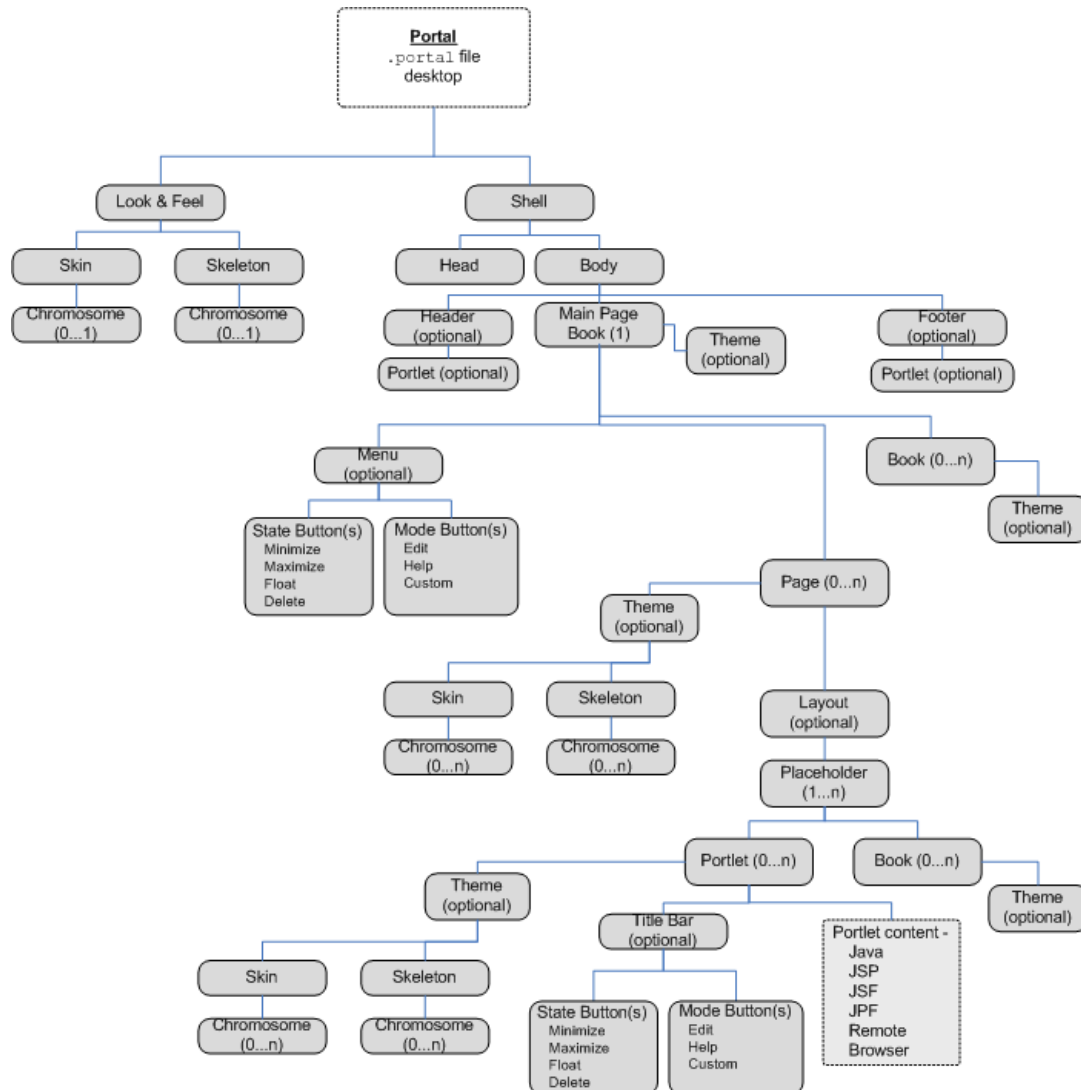 Portal
.portal file
desktop
Look & Feel
Shell
Skin
Skeleton
Head
Body
Chromosome
(0...1)
Chromosome
(0...1)
Header
(optional)
Main Page
Book (1)
Theme
(optional)
Footer
(optional)
Portlet (optional)
Portlet (optional)
Menu
(optional)
Book (0...n)
Theme
(optional)
State Button(s)
Minimize
Maximize
Float
Delete
Mode Button(s)
Edit
Help
Custom
Page (0...n)
Theme
(optional)
Skin
Skeleton
Layout
(optional)
Chromosome
(0...n)
Chromosome
(0...n)
Placeholder
(1...n)
Portlet (0...n)
Book (0...n)
Theme
(optional)
Theme
(optional)
Title Bar
(optional)
Portlet content -
Java
JSP
JSF
JPF
Remote
Browser
Skin
Skeleton
Chromosome
(0...n)
Chromosome
(0...n)
State Button(s)
Minimize
Maximize
Float
Delete
Mode Button(s)
Edit
Help
Custom